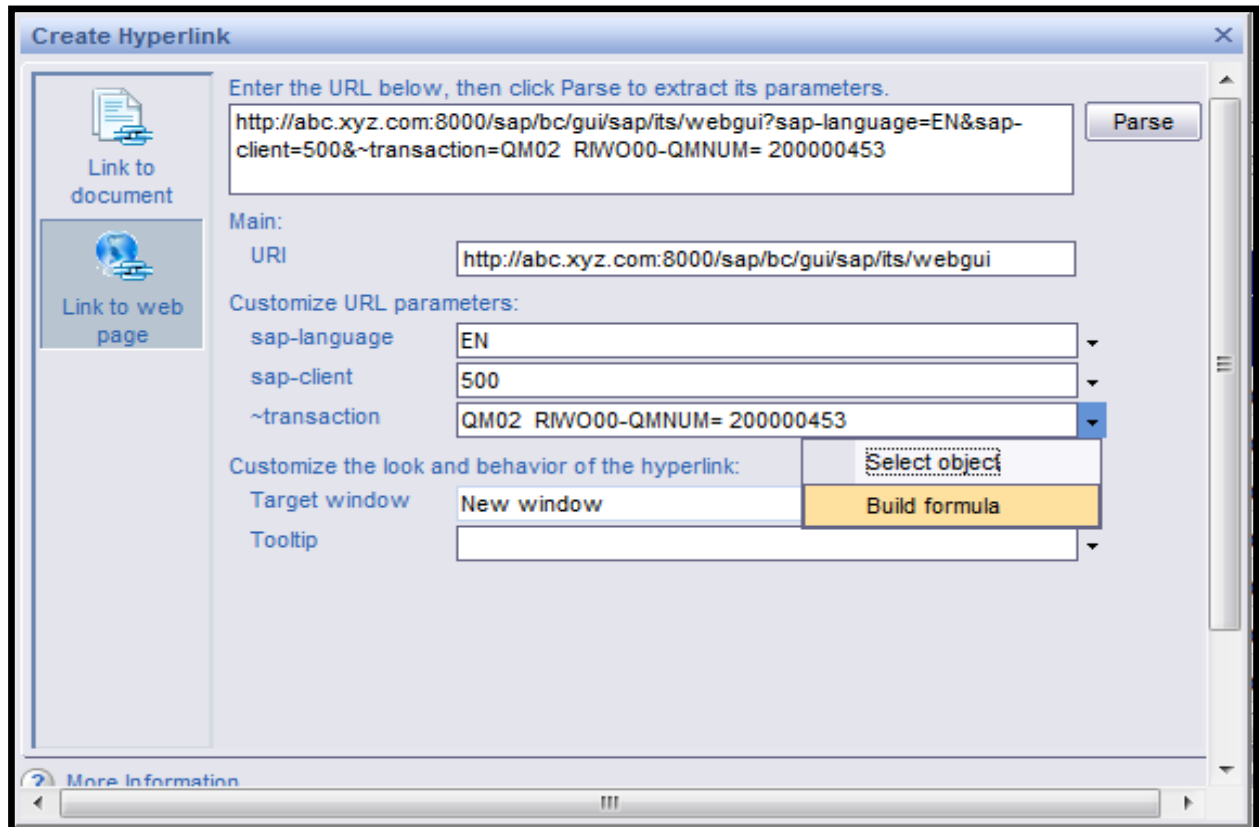 Create Hyperlink
Link to
document
Link to web
page
Enter the URL below, then click Parse to extract its parameters.
http://abc.xyz.com:8000/sap/bc/gui/sap/its/webgui?sap-language=EN&sap-
client=500&~transaction=QM02 RIWO00-QMNUM= 200000453
Parse
Main:
URI
http://abc.xyz.com:8000/sap/bc/gui/sap/its/webgui
Customize URL parameters:
sap-language
EN
sap-client
500
~transaction
QM02 RIWO00-QMNUM= 200000453
Select object
Build formula
Customize the look and behavior of the hyperlink:
Target window
New window
Tooltip
? More Information